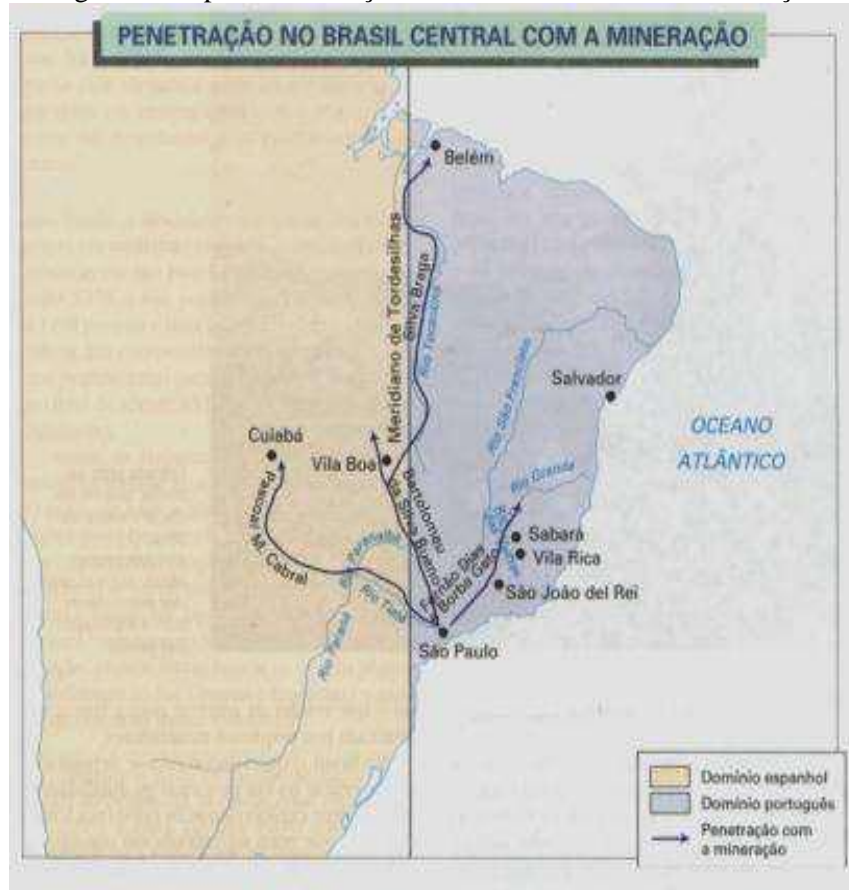 PENETRAÇÃO NO BRASIL CENTRAL COM A MINERAÇÃO
Belém
Meridiano de Tordesilhas
Silva Braga
Rio Tocantins
Rio São Francisco
Salvador
OCEANO
ATLÂNTICO
Cuiabá
Vila Boa
Pascoal M. Cabral
Bartolomeu
da Silva Bueno
Rio Grande
Sabará
Vila Rica
Fernão Dias
Borba Gato
São João del Rei
Rio Tietê
Rio Paraná
São Paulo
Domínio espanhol
Domínio português
Penetração com
a mineração